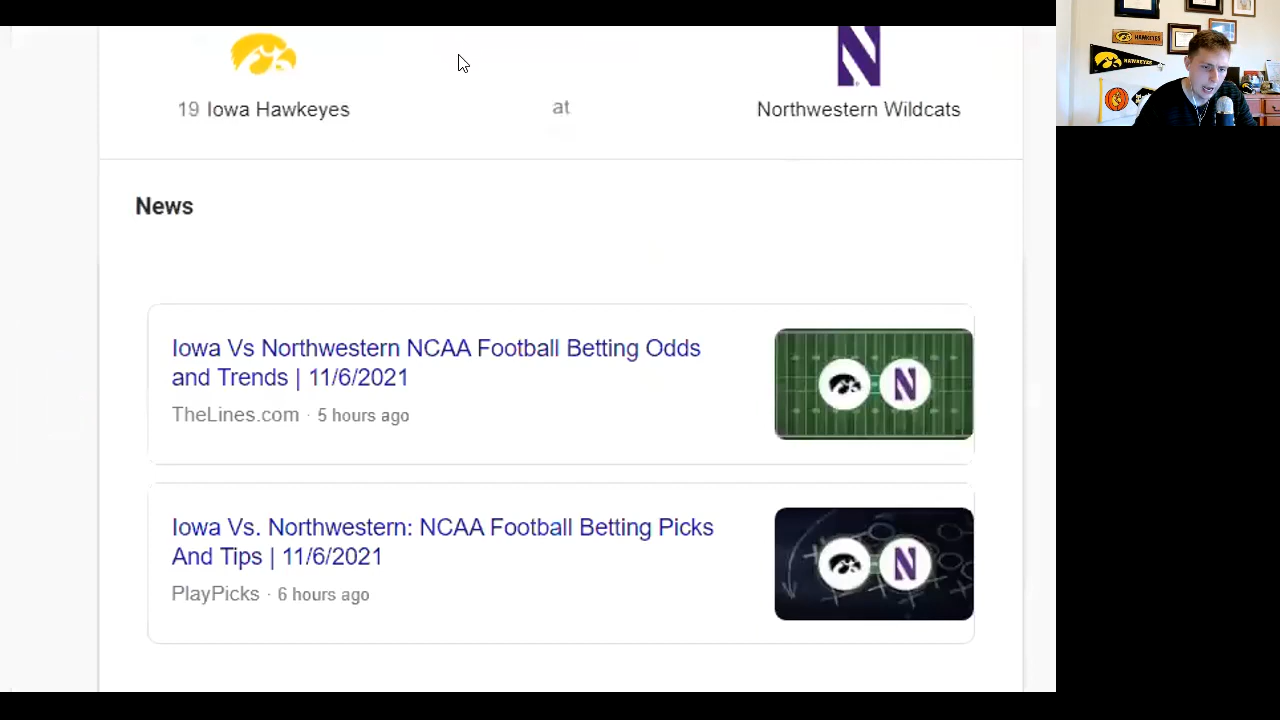 19 Iowa Hawkeyes
at
Northwestern Wildcats
News
Iowa Vs Northwestern NCAA Football Betting Odds
and Trends | 11/6/2021
TheLines.com · 5 hours ago
Iowa Vs. Northwestern: NCAA Football Betting Picks
And Tips | 11/6/2021
PlayPicks · 6 hours ago
N
N
N
HAWKEYES
HAWKEYES